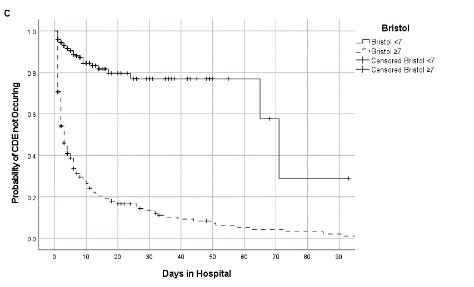 C
Bristol
Bristol <7
Bristol ≥7
Censored Bristol <7
Censored Bristol ≥7
Probability of CDE not Occuring
1.0
0.8
0.6
0.4
0.2
0.0
0 10 20 30 40 50 60 70 80 90
Days in Hospital